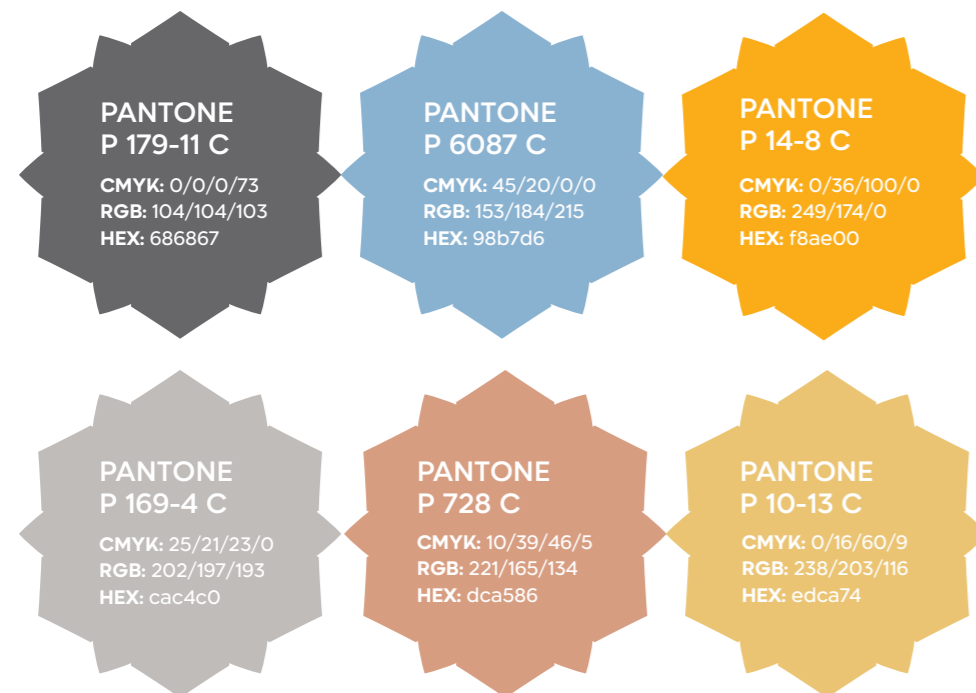 PANTONE
P 179-11 C
CMYK: 0/0/0/73
RGB: 104/104/103
HEX: 686867
PANTONE
P 6087 C
CMYK: 45/20/0/0
RGB: 153/184/215
HEX: 98b7d6
PANTONE
P 14-8 C
CMYK: 0/36/100/0
RGB: 249/174/0
HEX: f8ae00
PANTONE
P 169-4 C
CMYK: 25/21/23/0
RGB: 202/197/193
HEX: cac4c0
PANTONE
P 728 C
CMYK: 10/39/46/5
RGB: 221/165/134
HEX: dca586
PANTONE
P 10-13 C
CMYK: 0/16/60/9
RGB: 238/203/116
HEX: edca74